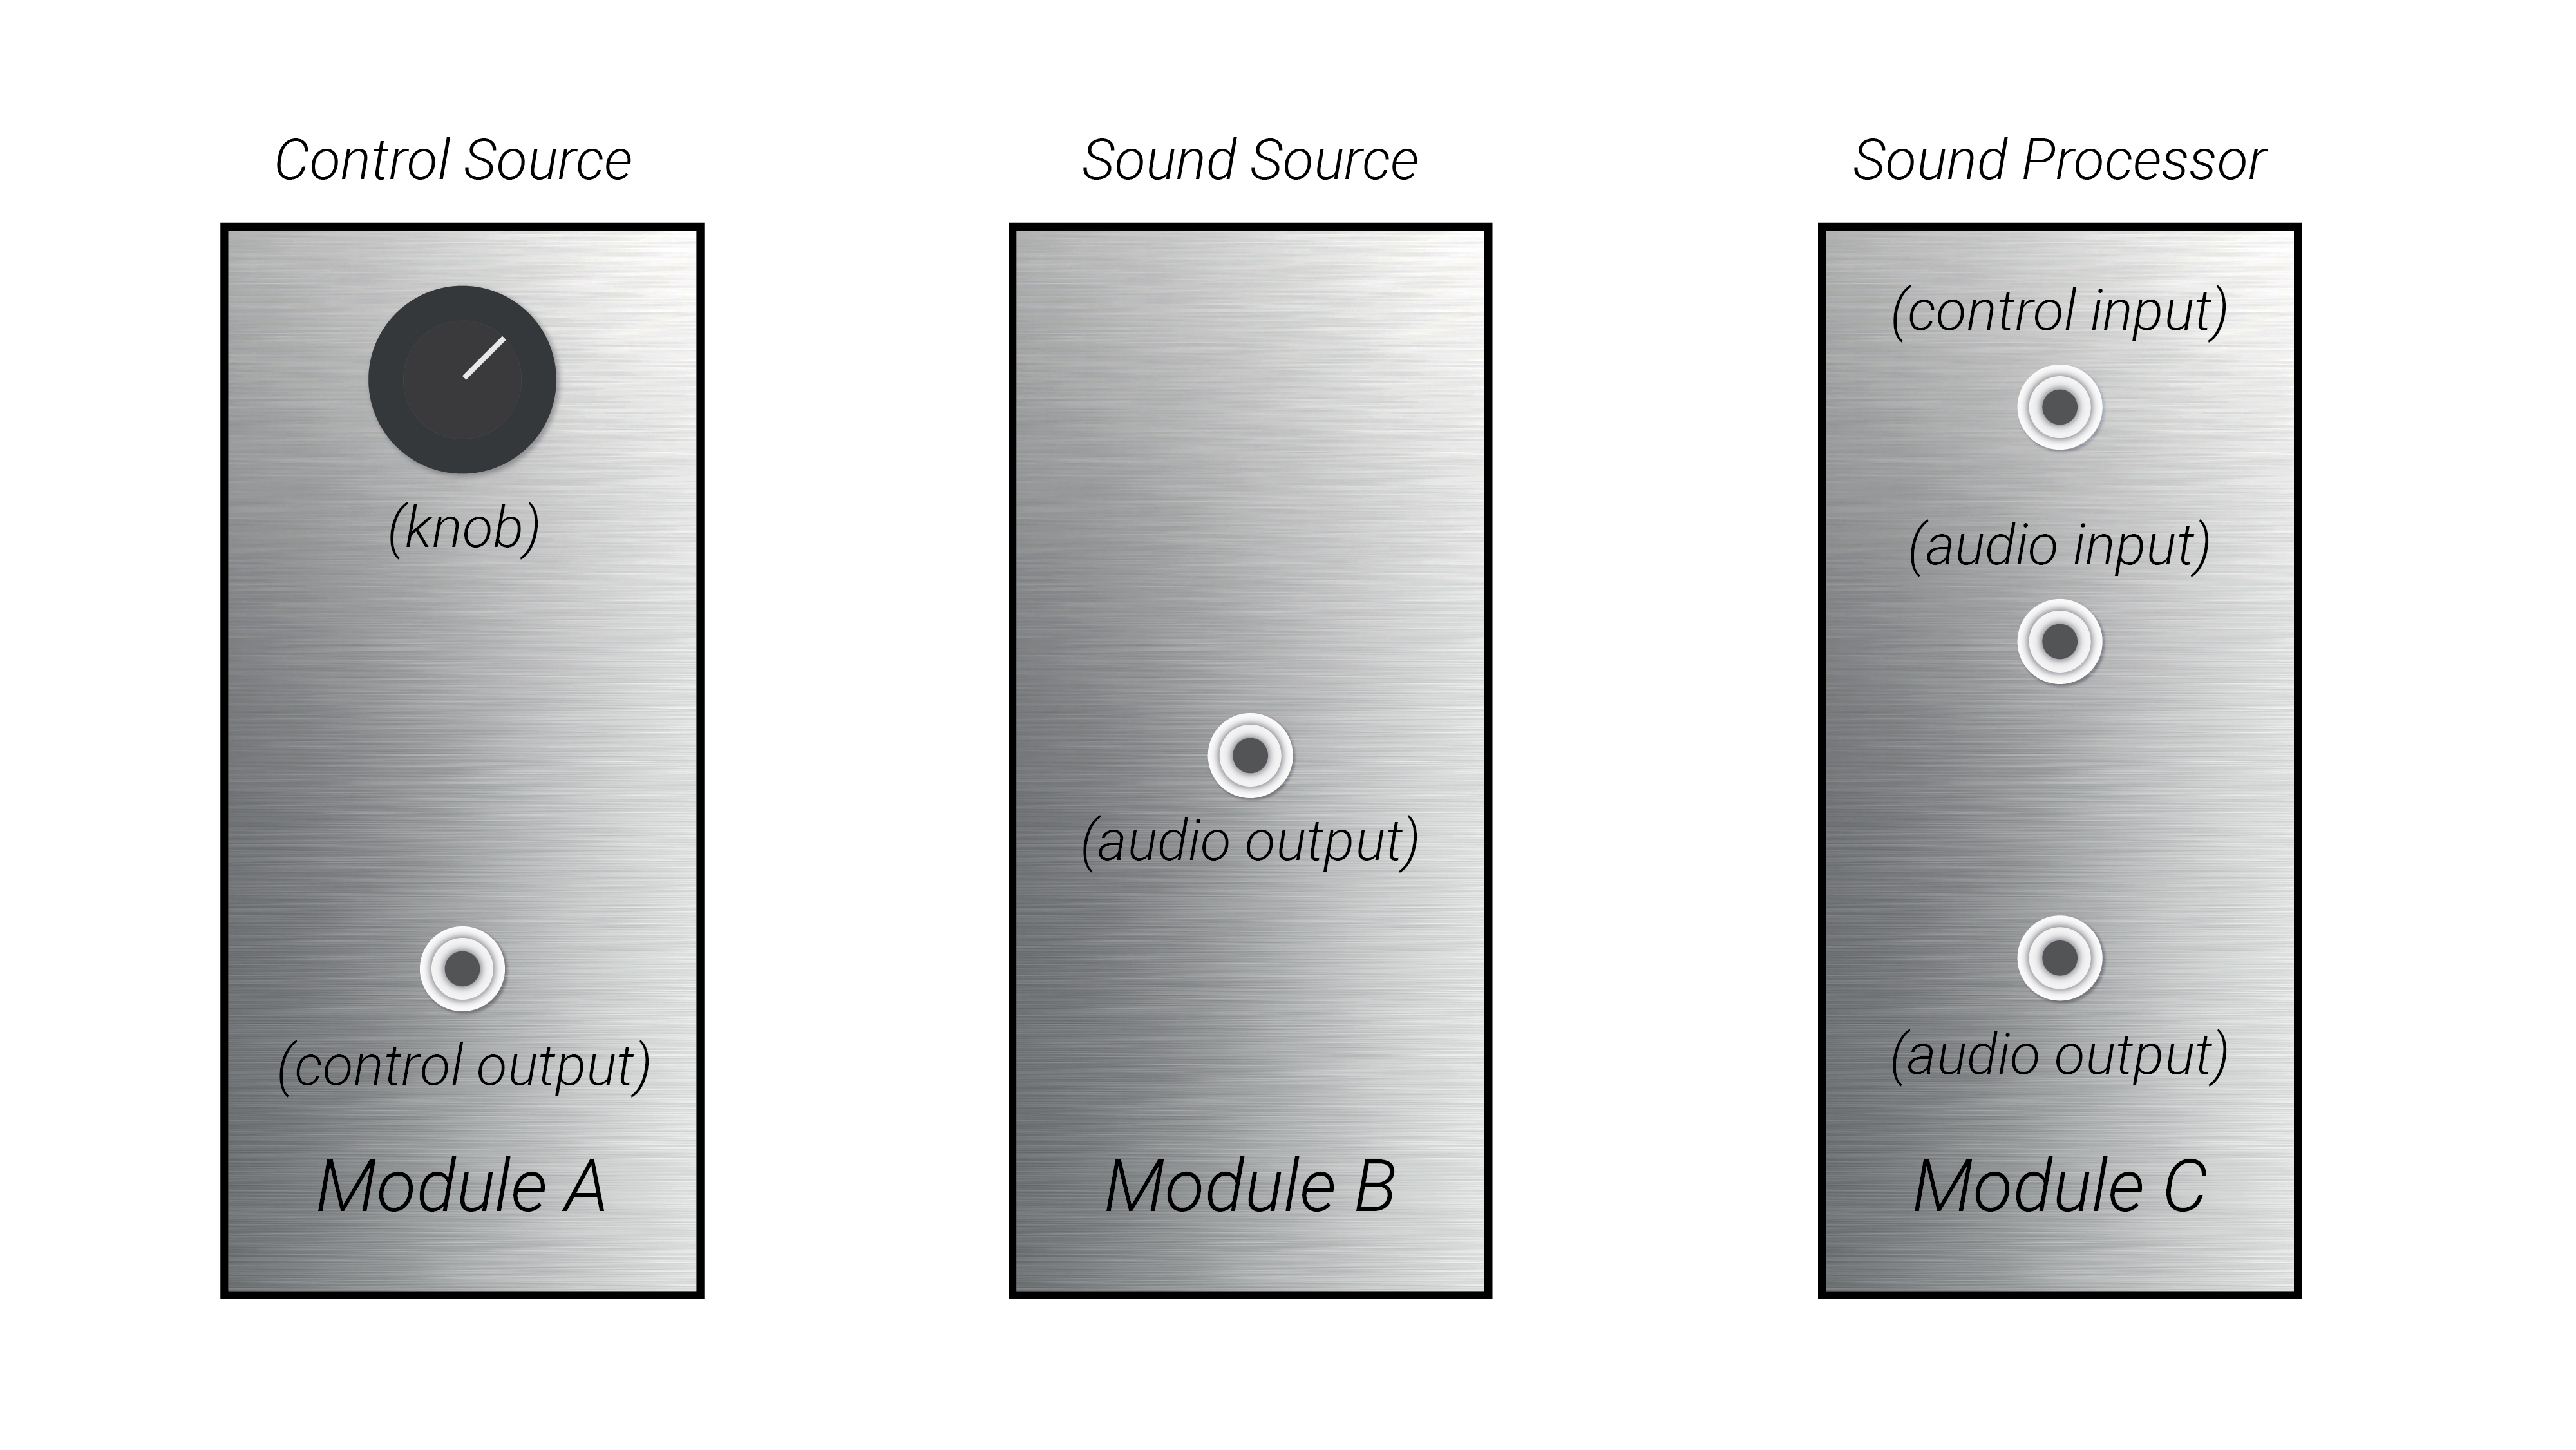 Control Source
(knob)
(control output)
Module A
Sound Source
(audio output)
Module B
Sound Processor
(control input)
(audio input)
(audio output)
Module C